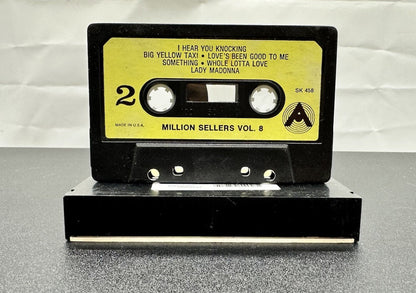 I HEAR YOU KNOCKING
BIG YELLOW TAXI • LOVE'S BEEN GOOD TO ME
SOMETHING • WHOLE LOTTA LOVE
LADY MADONNA
2
SK 458
MADE IN U.S.A.
MILLION SELLERS VOL. 8